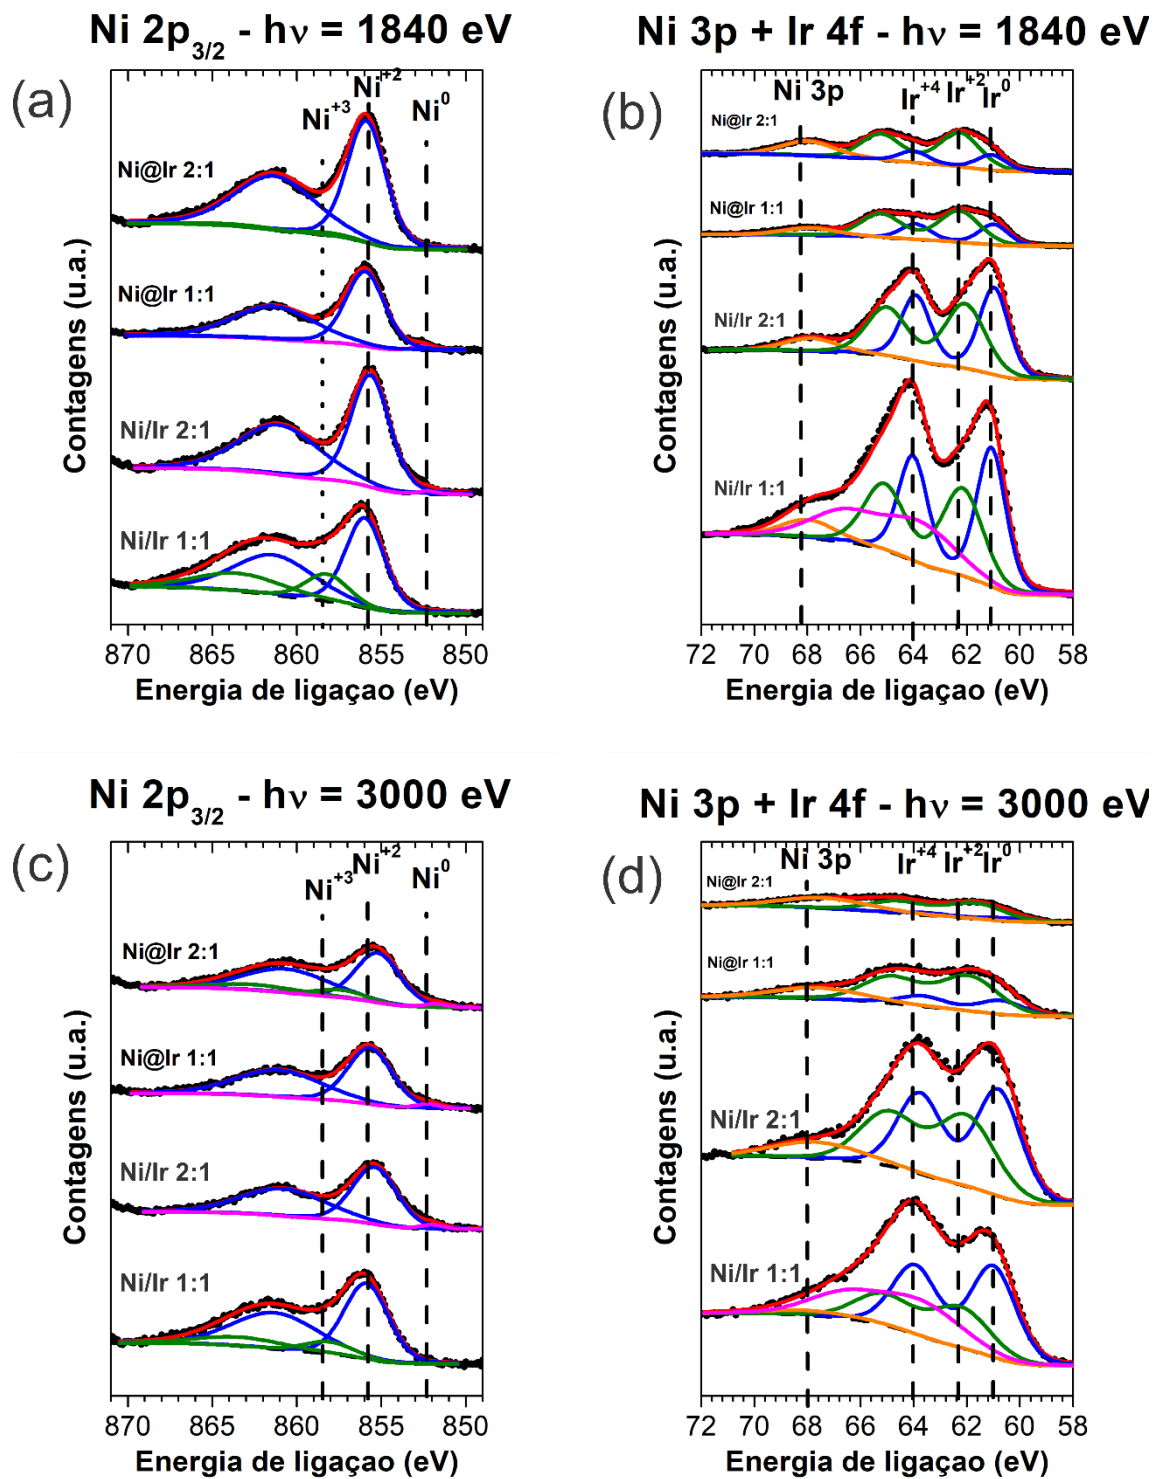 Ni 2p3/2 - hν = 1840 eV
Ni 3p + Ir 4f - hν = 1840 eV
(a)
Ni+3
Ni+2
Ni0
Ni@Ir 2:1
Ni@Ir 1:1
Ni/Ir 2:1
Ni/Ir 1:1
Contagens (u.a.)
870 865 860 855 850
Energia de ligaçao (eV)
(b)
Ni 3p
Ir+4
Ir+2
Ir0
Ni@Ir 2:1
Ni@Ir 1:1
Ni/Ir 2:1
Ni/Ir 1:1
Contagens (u.a.)
72 70 68 66 64 62 60 58
Energia de ligaçao (eV)
Ni 2p3/2 - hν = 3000 eV
Ni 3p + Ir 4f - hν = 3000 eV
(c)
Ni+3
Ni+2
Ni0
Ni@Ir 2:1
Ni@Ir 1:1
Ni/Ir 2:1
Ni/Ir 1:1
Contagens (u.a.)
870 865 860 855 850
Energia de ligaçao (eV)
(d)
Ni 3p
Ir+4
Ir+2
Ir0
Ni@Ir 2:1
Ni@Ir 1:1
Ni/Ir 2:1
Ni/Ir 1:1
Contagens (u.a.)
72 70 68 66 64 62 60 58
Energia de ligaçao (eV)